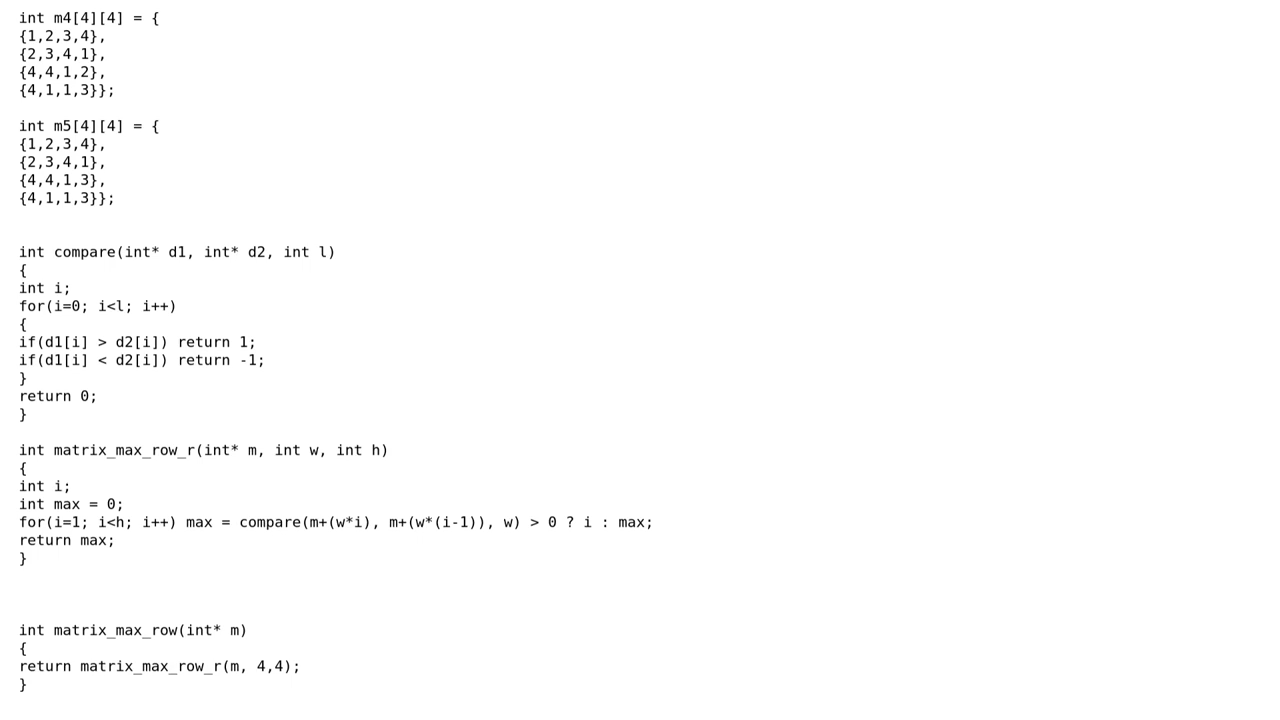 int m4[4][4] = {
{1,2,3,4},
{2,3,4,1},
{4,4,1,2},
{4,1,1,3}};
int m5[4][4] = {
{1,2,3,4},
{2,3,4,1},
{4,4,1,3},
{4,1,1,3}};
int compare(int* d1, int* d2, int l)
{
int i;
for(i=0; i<l; i++)
{
if(d1[i] > d2[i]) return 1;
if(d1[i] < d2[i]) return -1;
}
return 0;
}
int matrix_max_row_r(int* m, int w, int h)
{
int i;
int max = 0;
for(i=1; i<h; i++) max = compare(m+(w*i), m+(w*(i-1)), w) > 0 ? i : max;
return max;
}
int matrix_max_row(int* m)
{
return matrix_max_row_r(m, 4,4);
}